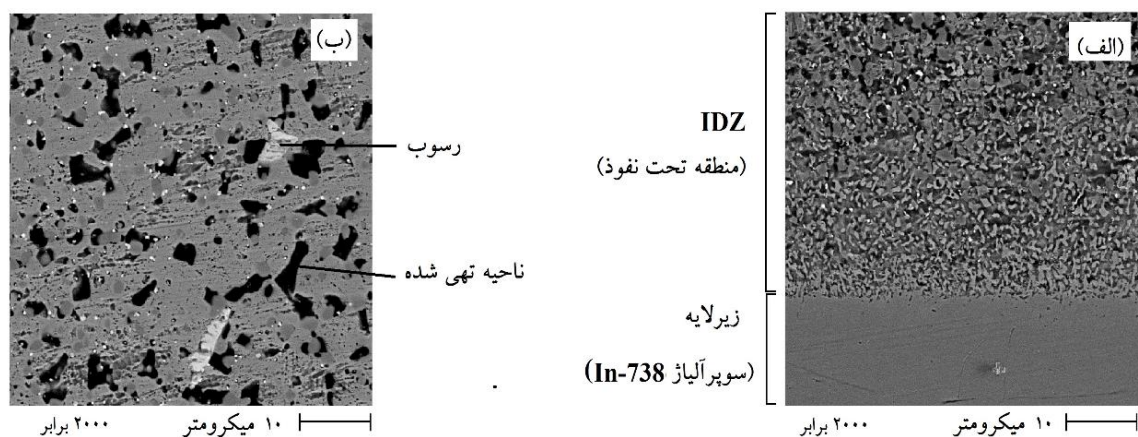 (الف)
IDZ
(منطقه تحت نفوذ)
زیرلایه
(سوپرآلیاژ In-738)
۱۰ میکرومتر
۲۰۰۰ برابر
(ب)
رسوب
ناحیه تهی شده
۱۰ میکرومتر
۲۰۰۰ برابر